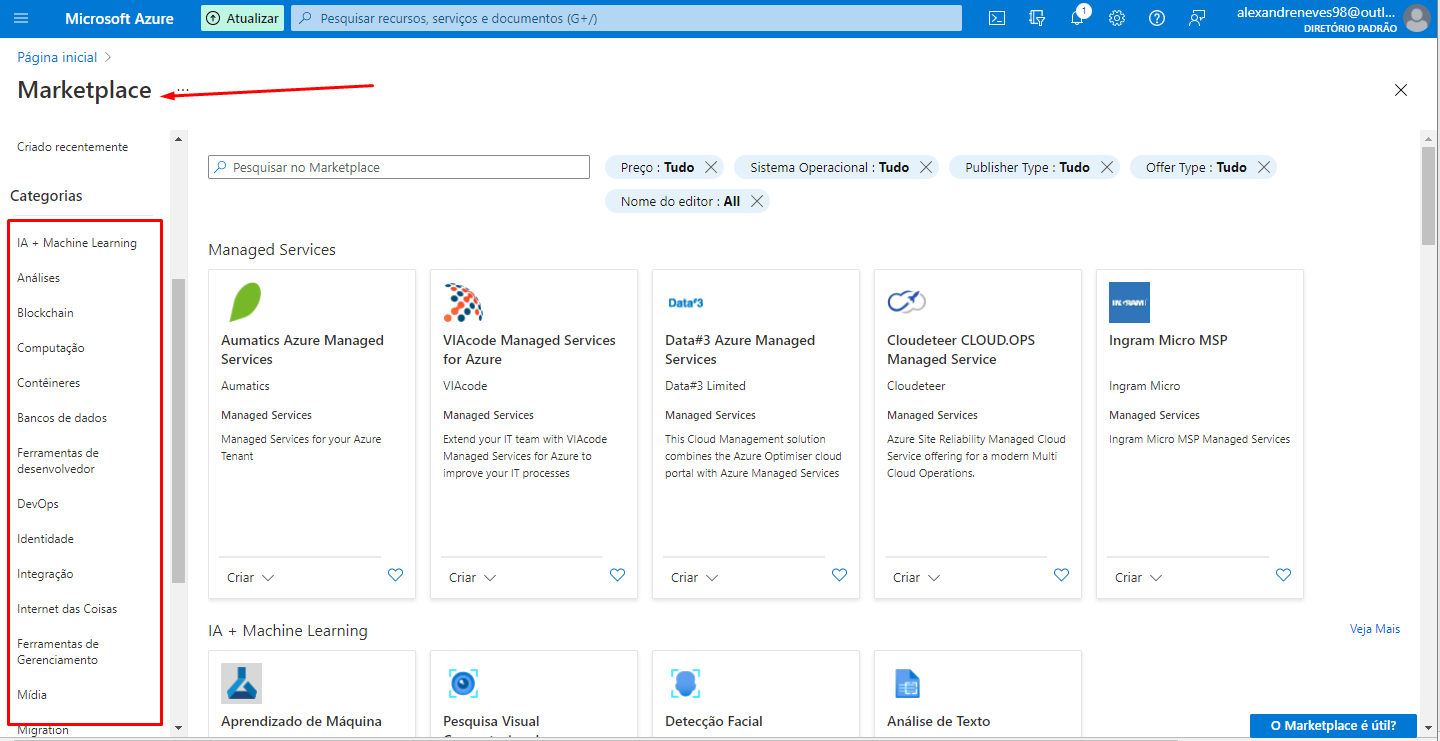 Microsoft Azure
Atualizar
Pesquisar recursos, serviços e documentos (G+/)
1
alexandreneves98@outl...
DIRETÓRIO PADRÃO
Página inicial
Marketplace
...
Criado recentemente
Categorias
IA + Machine Learning
Análises
Blockchain
Computação
Contêineres
Bancos de dados
Ferramentas de
desenvolvedor
DevOps
Identidade
Integração
Internet das Coisas
Ferramentas de
Gerenciamento
Mídia
Migration
Pesquisar no Marketplace
Preço : Tudo
Sistema Operacional : Tudo
Publisher Type : Tudo
Offer Type : Tudo
Nome do editor : All
Managed Services
Aumatics Azure Managed
Services
Aumatics
Managed Services
Managed Services for your Azure
Tenant
Criar
VIAcode Managed Services
for Azure
VIAcode
Managed Services
Extend your IT team with VIAcode
Managed Services for Azure to
improve your IT processes
Criar
Data#3
Data#3 Azure Managed
Services
Data#3 Limited
Managed Services
This Cloud Management solution
combines the Azure Optimiser cloud
portal with Azure Managed Services
Criar
Cloudeteer CLOUD.OPS
Managed Service
Cloudeteer
Managed Services
Azure Site Reliability Managed Cloud
Service offering for a modern Multi
Cloud Operations.
Criar
INGRAM
Ingram Micro MSP
Ingram Micro
Managed Services
Ingram Micro MSP Managed Services
Criar
IA + Machine Learning
Veja Mais
Aprendizado de Máquina
Pesquisa Visual
Detecção Facial
Análise de Texto
O Marketplace é útil?